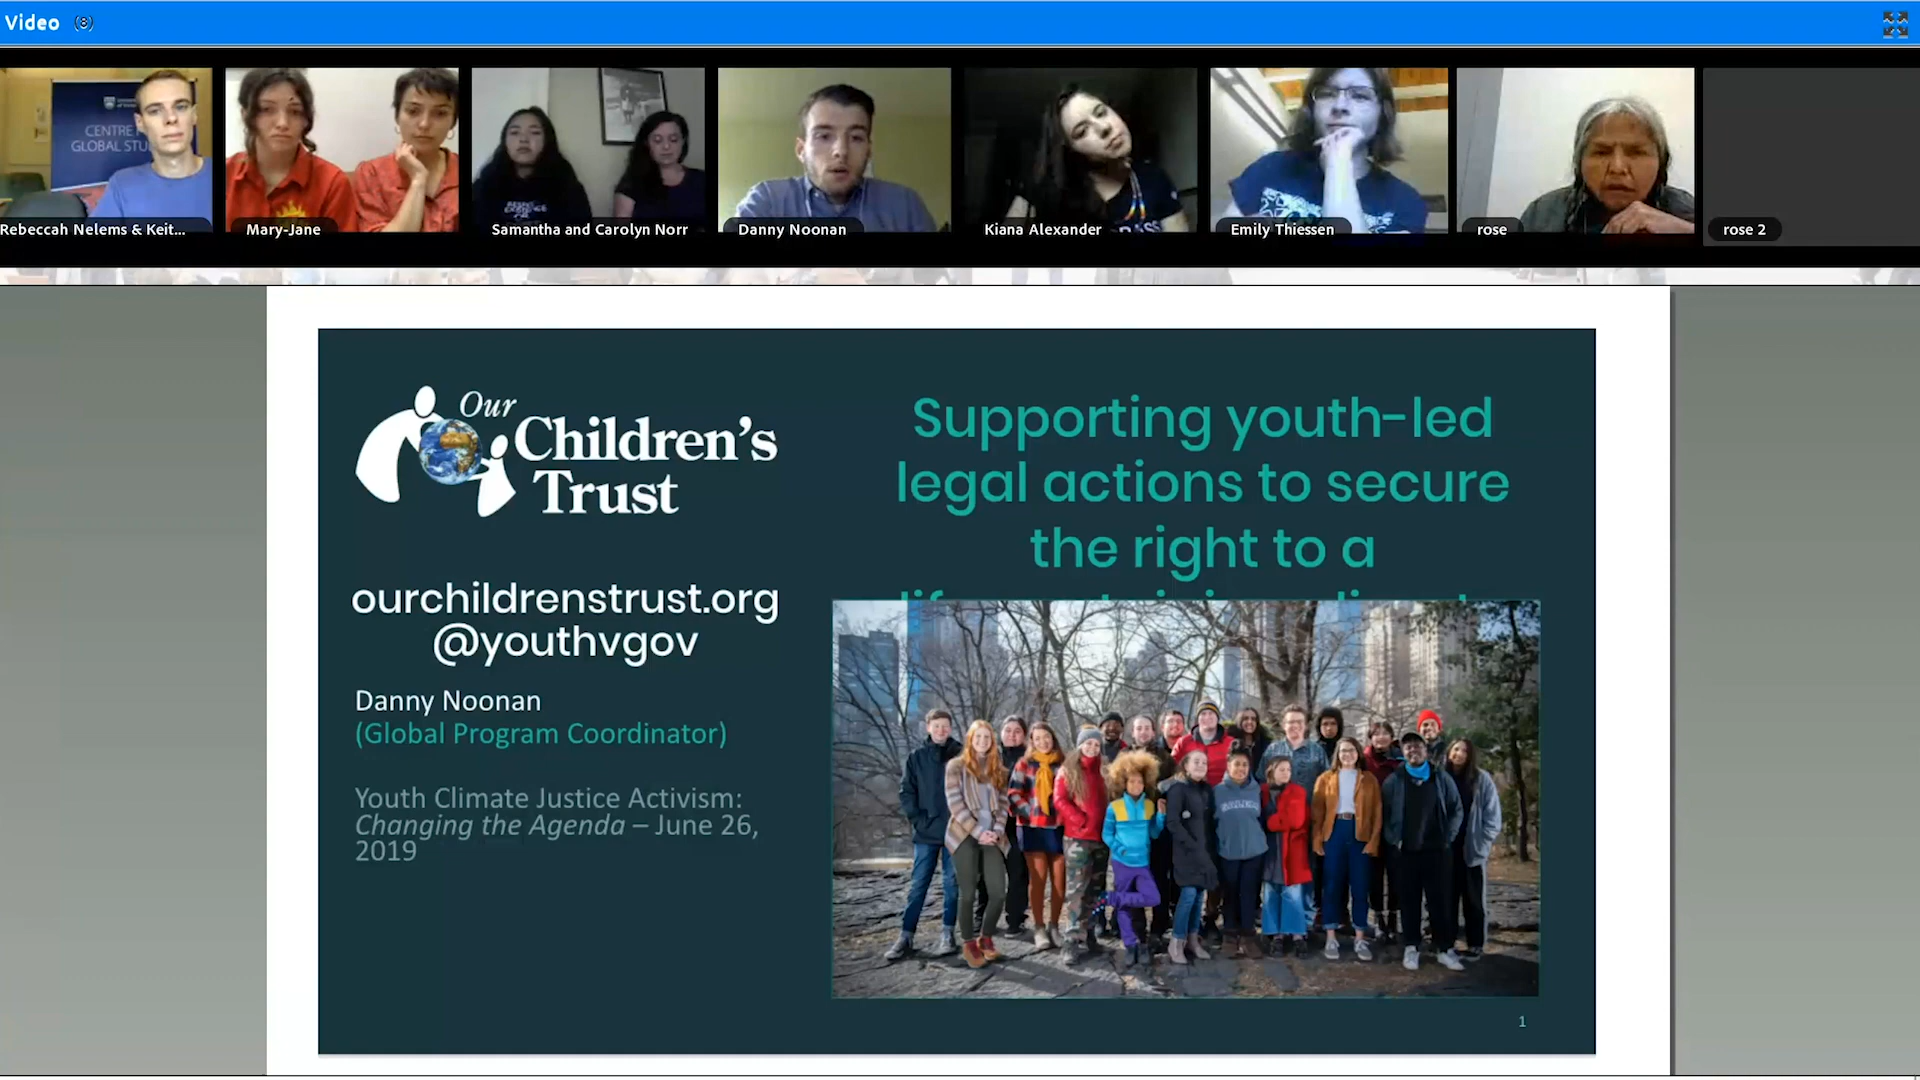 Video (8)
CENTRE
GLOBAL STU
Rebeccah Nelems & Keit...
Mary-Jane
Samantha and Carolyn Norr
Danny Noonan
Kiana Alexander
Emily Thiessen
rose
rose 2
Our
Children's
Trust
Supporting youth-led
legal actions to secure
the right to a
ourchildrenstrust.org
@youthvgov
Danny Noonan
(Global Program Coordinator)
Youth Climate Justice Activism:
Changing the Agenda – June 26,
2019
1